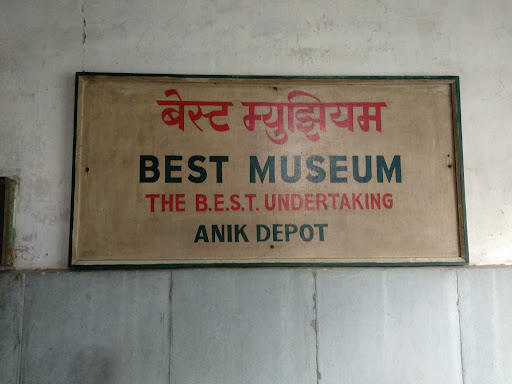 बेस्ट म्युझियम
BEST MUSEUM
THE B.E.S.T. UNDERTAKING
ANIK DEPOT